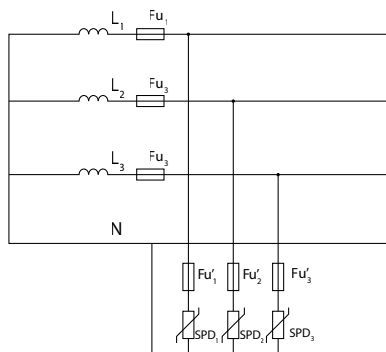 L₁ Fu₁
L₂ Fu₃
L₃ Fu₃
N
Fu'₁ Fu'₂ Fu'₃
SPD₁ SPD₂ SPD₃